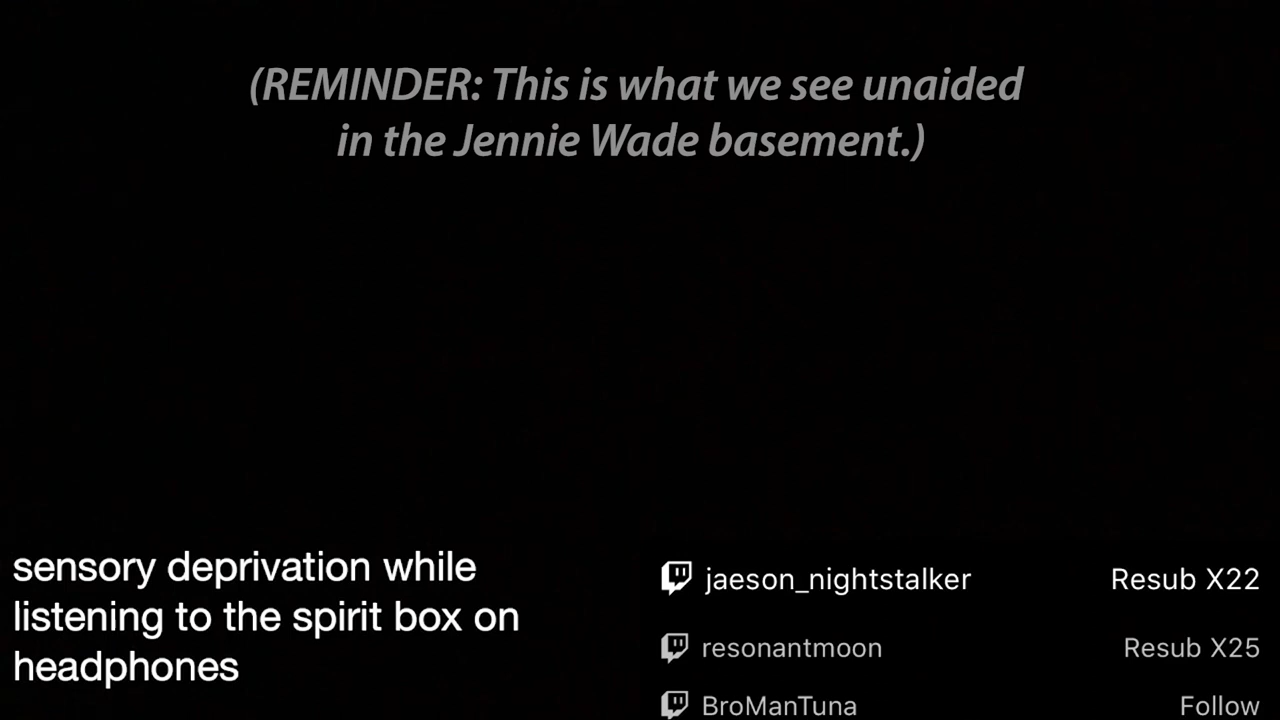 (REMINDER: This is what we see unaided
in the Jennie Wade basement.)
sensory deprivation while
listening to the spirit box on
headphones
jaeson_nightstalker Resub X22
resonantmoon Resub X25
BroManTuna Follow